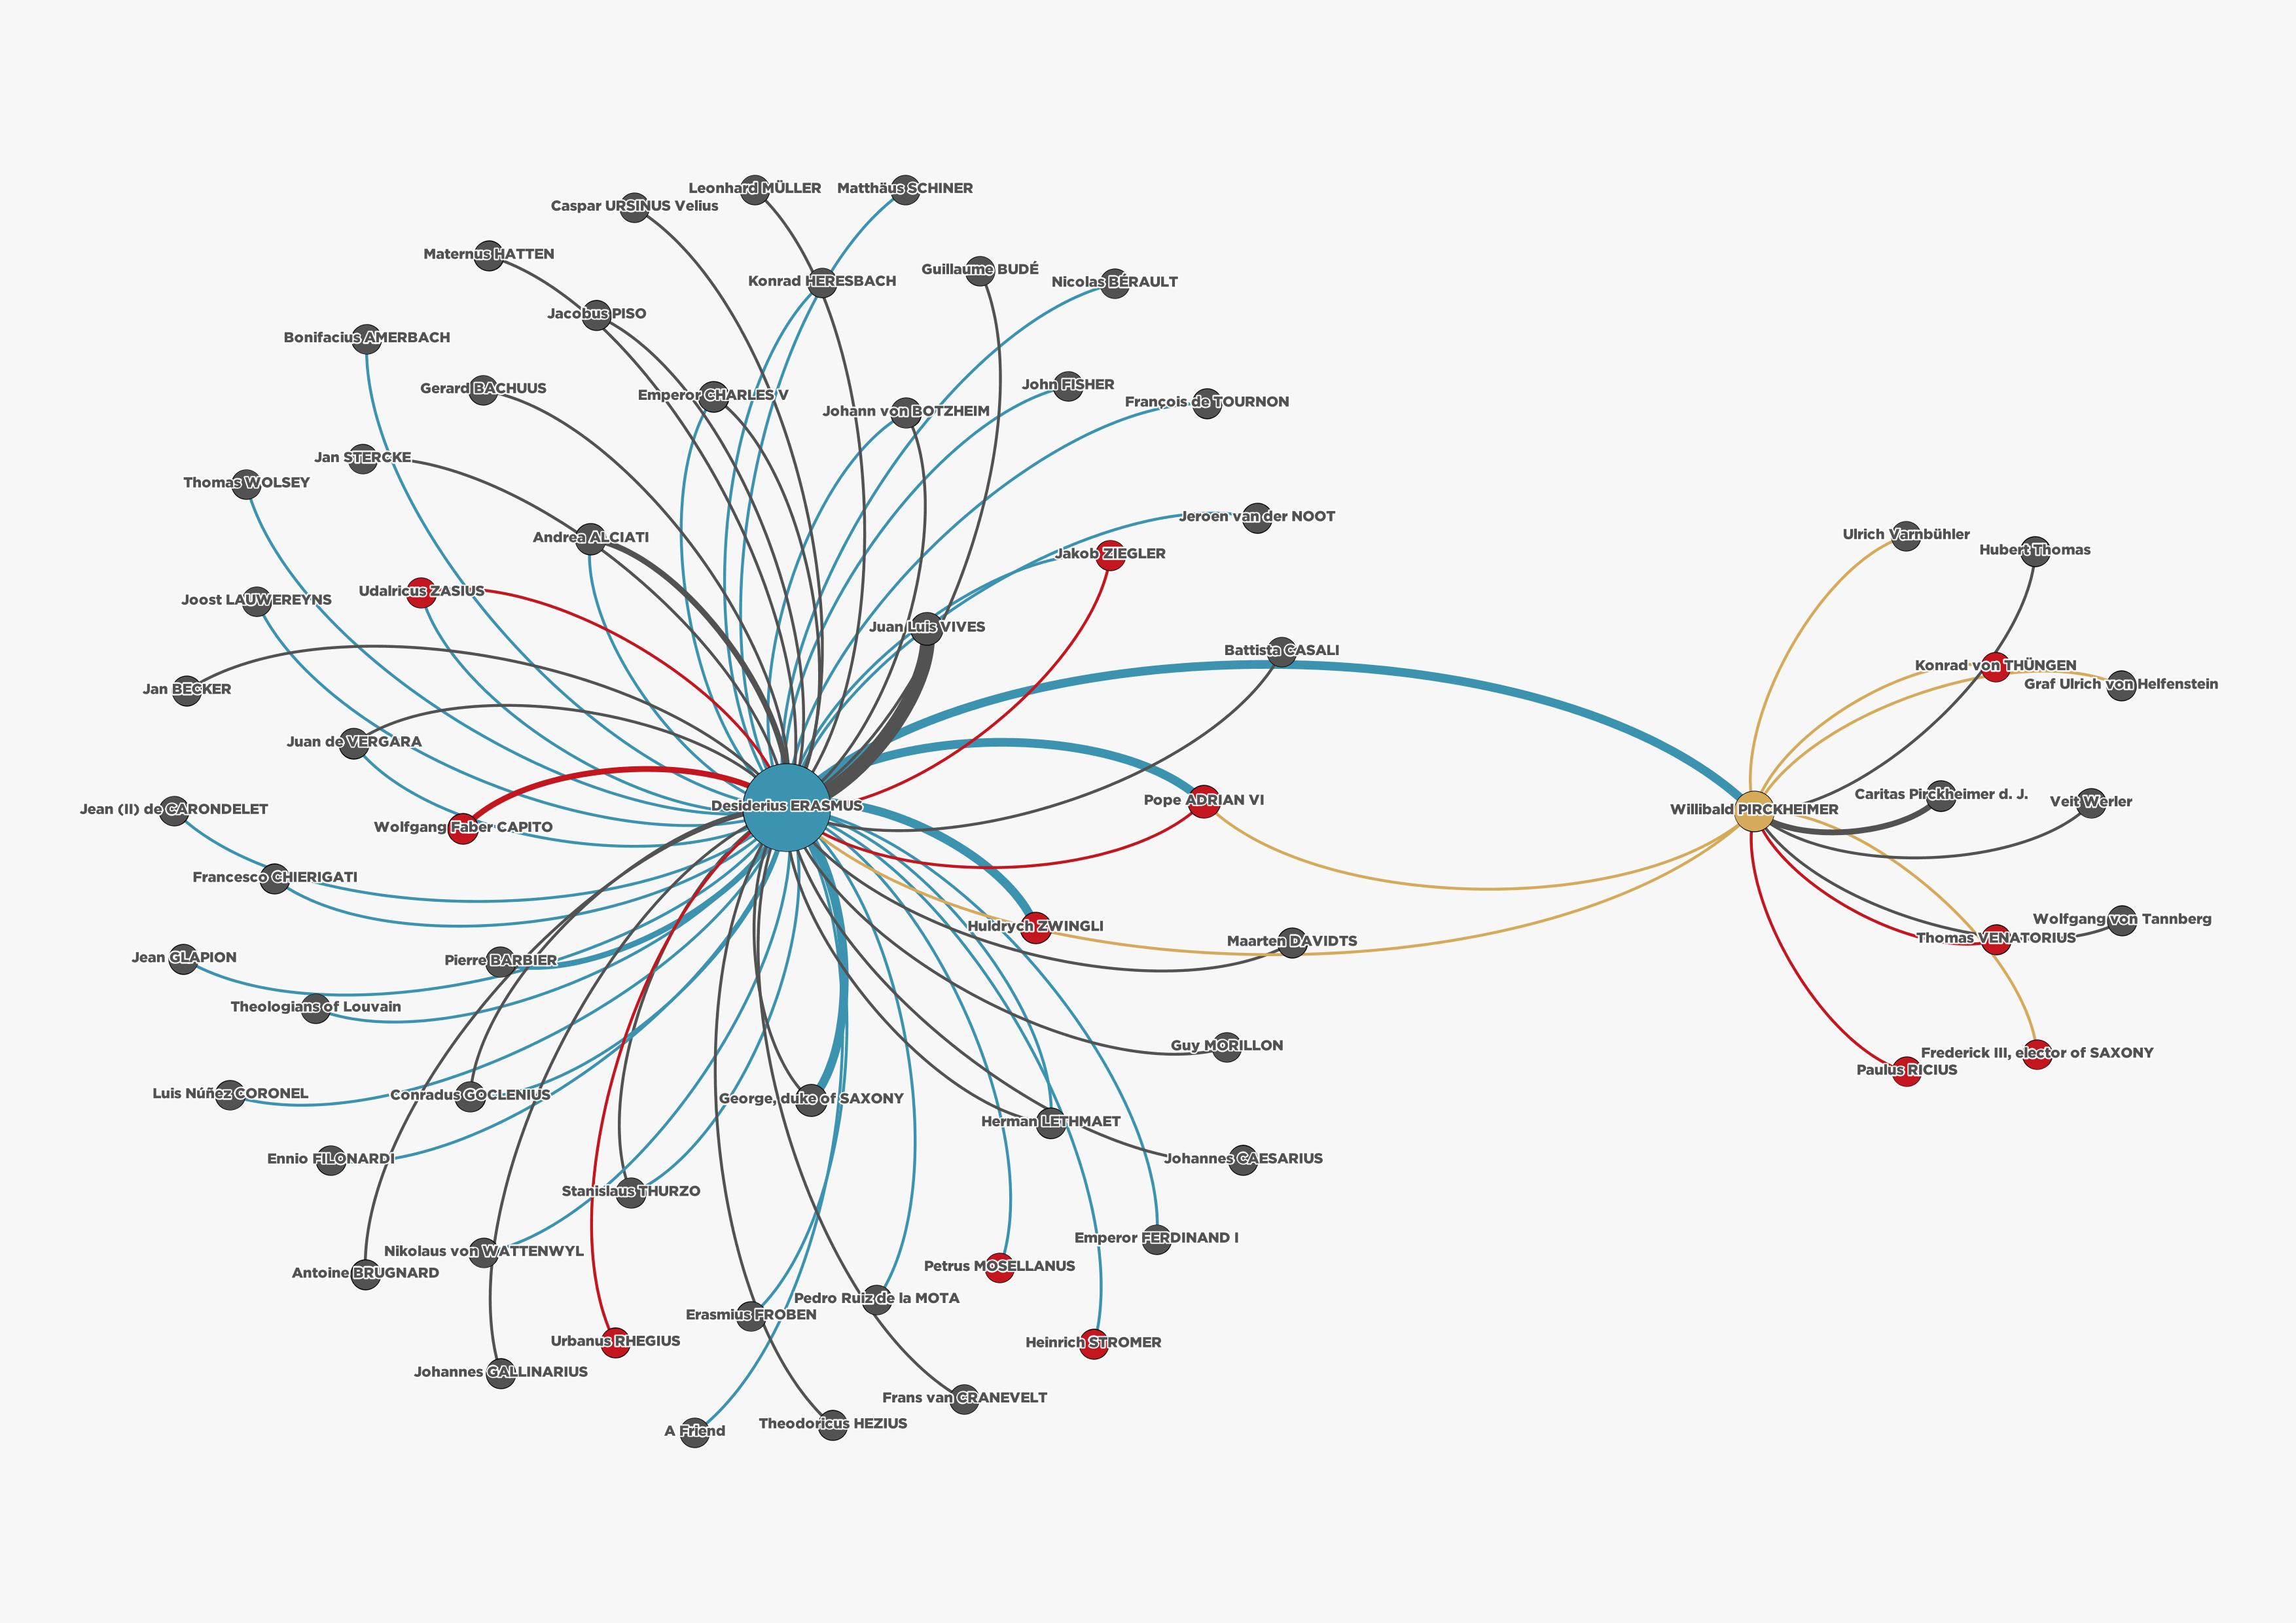 Leonhard MÜLLER
Matthäus SCHINER
Caspar URSINUS Velius
Maternus HATTEN
Guillaume BUDÉ
Konrad HERESBACH
Nicolas BÉRAULT
Jacobus PISO
Bonifacius AMERBACH
John FISHER
Gerard BACHUUS
Emperor CHARLES V
François de TOURNON
Johann von BOTZHEIM
Jan STERCKE
Thomas WOLSEY
Jeroen van der NOOT
Ulrich Varnbühler
Andrea ALCIATI
Hubert Thomas
Jakob ZIEGLER
Udalricus ZASIUS
Joost LAUWEREYNS
Juan Luis VIVES
Battista CASALI
Konrad von THÜNGEN
Graf Ulrich von Helfenstein
Jan BECKER
Juan de VERGARA
Caritas Pirckheimer d. J.
Pope ADRIAN VI
Veit Werler
Desiderius ERASMUS
Jean (II) de CARONDELET
Willibald PIRCKHEIMER
Wolfgang Faber CAPITO
Francesco CHIERIGATI
Wolfgang von Tannberg
Huldrych ZWINGLI
Thomas VENATORIUS
Maarten DAVIDTS
Jean GLAPION
Pierre BARBIER
Theologians of Louvain
Guy MORILLON
Frederick III, elector of SAXONY
Paulus RICIUS
Luis Núñez CORONEL
Conradus GOCLENIUS
George, duke of SAXONY
Herman LETHMAET
Ennio FILONARDI
Johannes CAESARIUS
Stanislaus THURZO
Emperor FERDINAND I
Nikolaus von WATTENWYL
Petrus MOSELLANUS
Antoine BRUGNARD
Pedro Ruiz de la MOTA
Erasmius FROBEN
Urbanus RHEGIUS
Heinrich STROMER
Johannes GALLINARIUS
Frans van CRANEVELT
Theodoricus HEZIUS
A Friend